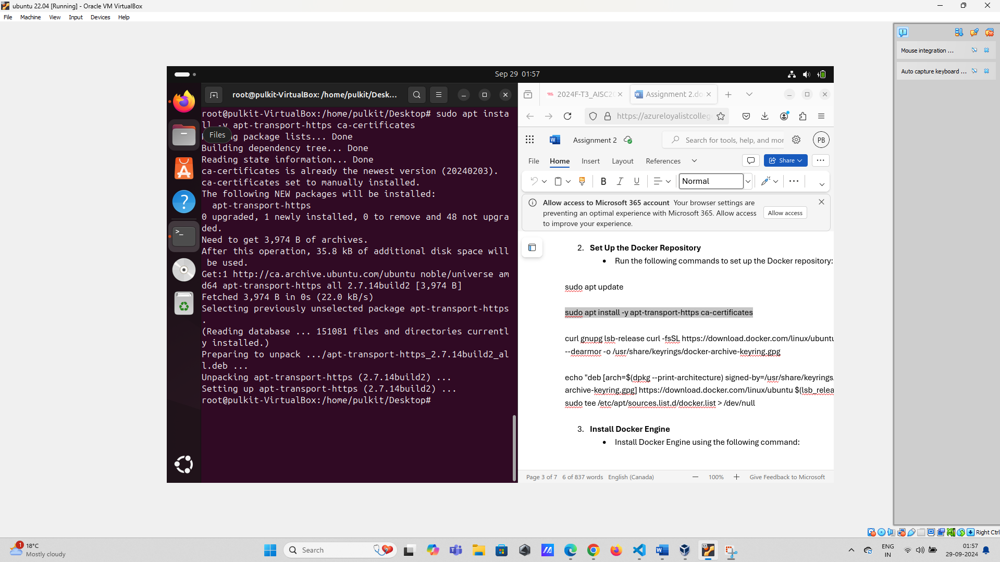 ubuntu 22.04 [Running] - Oracle VM VirtualBox
File Machine View Input Devices Help
Mouse integration ...
Auto capture keyboard ...
Sep 29 01:57
root@pulkit-VirtualBox: /home/pulkit/Desk...
root@pulkit-VirtualBox:/home/pulkit/Desktop# sudo apt insta
ll -y apt-transport-https ca-certificates
Files
g package lists... Done
Building dependency tree... Done
Reading state information... Done
ca-certificates is already the newest version (20240203).
ca-certificates set to manually installed.
The following NEW packages will be installed:
apt-transport-https
0 upgraded, 1 newly installed, 0 to remove and 48 not upgra
ded.
Need to get 3,974 B of archives.
After this operation, 35.8 kB of additional disk space will
be used.
Get:1 http://ca.archive.ubuntu.com/ubuntu noble/universe am
d64 apt-transport-https all 2.7.14build2 [3,974 B]
Fetched 3,974 B in 0s (22.0 kB/s)
Selecting previously unselected package apt-transport-https
.
(Reading database ... 151081 files and directories currentl
y installed.)
Preparing to unpack .../apt-transport-https_2.7.14build2_al
l.deb ...
Unpacking apt-transport-https (2.7.14build2) ...
Setting up apt-transport-https (2.7.14build2) ...
root@pulkit-VirtualBox:/home/pulkit/Desktop#
2024F-T3_AISC20
Assignment 2.do
https://azureloyalistcolleg
Assignment 2
Search for tools, help, and mor
PB
File Home Insert Layout References
Share
B I U
Normal
Allow access to Microsoft 365 account Your browser settings are
preventing an optimal experience with Microsoft 365. Allow access
to improve your experience.
Allow access
2. Set Up the Docker Repository
• Run the following commands to set up the Docker repository:
sudo apt update
sudo apt install -y apt-transport-https ca-certificates
curl gnupg lsb-release curl -fsSL https://download.docker.com/linux/ubuntu
--dearmor -o /usr/share/keyrings/docker-archive-keyring.gpg
echo "deb [arch=$(dpkg --print-architecture) signed-by=/usr/share/keyrings/
archive-keyring.gpg] https://download.docker.com/linux/ubuntu $(lsb_relea
sudo tee /etc/apt/sources.list.d/docker.list > /dev/null
3. Install Docker Engine
• Install Docker Engine using the following command:
Page 3 of 7 6 of 837 words English (Canada)
100%
Give Feedback to Microsoft
Right Ctrl
1
18°C
Mostly cloudy
Search
ENG
IN
01:57
29-09-2024